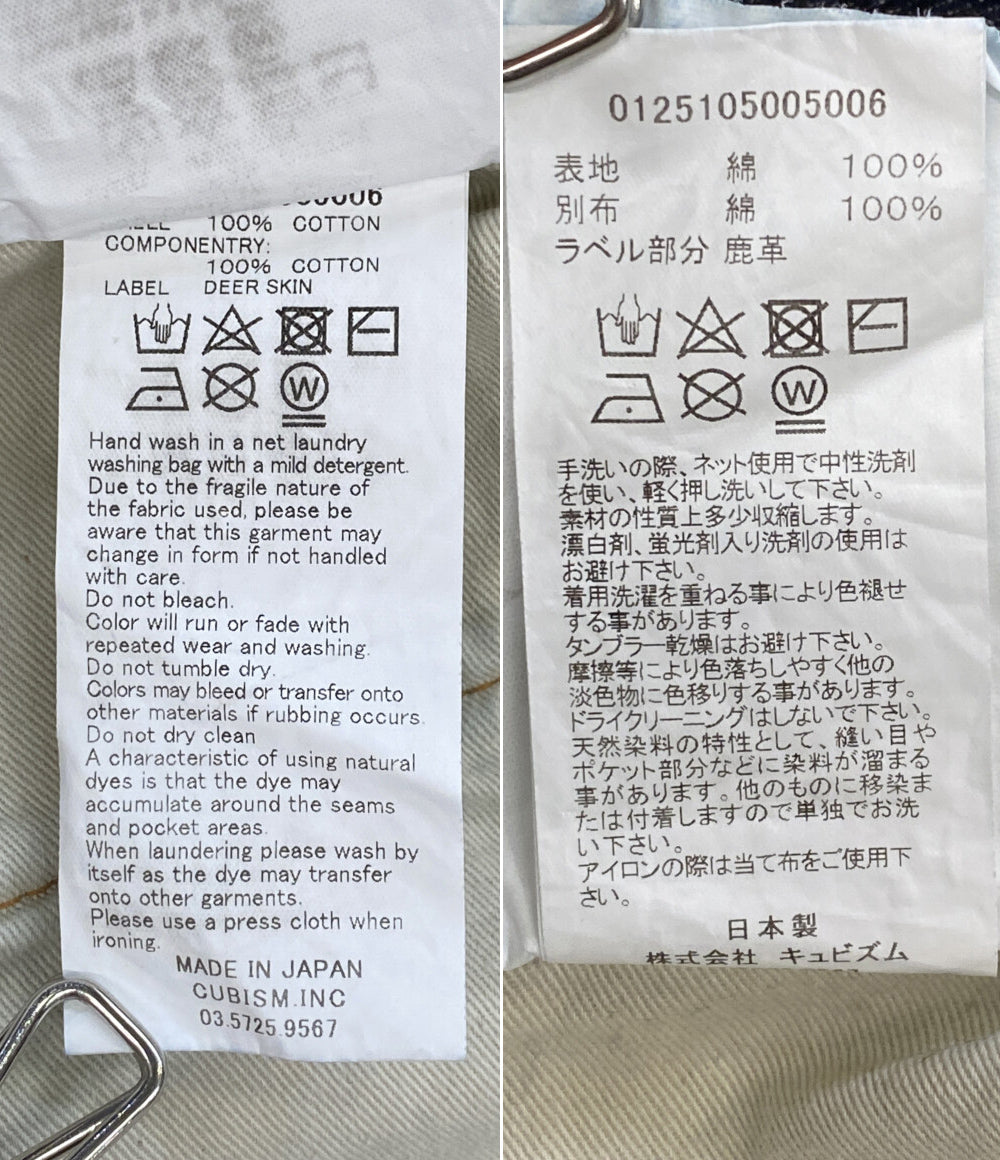 100% COTTON
COMPONENTRY:
100% COTTON
LABEL DEER SKIN
W
Hand wash in a net laundry
washing bag with a mild detergent.
Due to the fragile nature of
the fabric used, please be
aware that this garment may
change in form if not handled
with care.
Do not bleach.
Color will run or fade with
repeated wear and washing.
Do not tumble dry.
Colors may bleed or transfer onto
other materials if rubbing occurs.
Do not dry clean
A characteristic of using natural
dyes is that the dye may
accumulate around the seams
and pocket areas.
When laundering please wash by
itself as the dye may transfer
onto other garments.
Please use a press cloth when
ironing.
MADE IN JAPAN
CUBISM.INC
03.5725.9567
0125105005006
表地 綿 100%
別布 綿 100%
ラベル部分 鹿革
W
手洗いの際、ネット使用で中性洗剤
を使い、軽く押し洗いして下さい。
素材の性質上多少収縮します。
漂白剤、蛍光剤入り洗剤の使用は
お避け下さい。
着用洗濯を重ねる事により色褪せ
する事があります。
タンブラー乾燥はお避け下さい。
摩擦等により色落ちしやすく他の
淡色物に色移りする事があります。
ドライクリーニングはしないで下さい。
天然染料の特性として、縫い目や
ポケット部分などに染料が溜まる
事があります。他のものに移染ま
たは付着しますので単独でお洗
い下さい。
アイロンの際は当て布をご使用下
さい。
日本製
株式会社 キュビズム